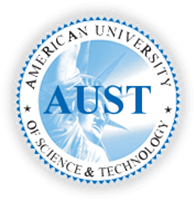 AMERICAN UNIVERSITY
AUST
OF SCIENCE & TECHNOLOGY